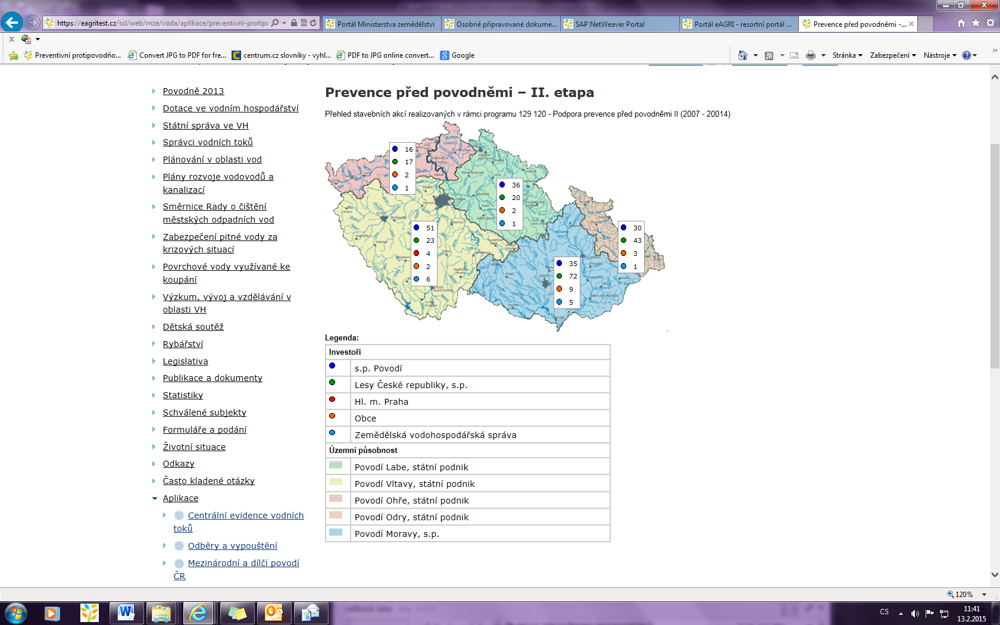 https://eagritest.cz/ssl/web/mze/voda/aplikace/preventivni-protipo
Portál Ministerstva zemědělství
Osobně připravované dokume...
SAP NetWeaver Portal
Portál eAGRI - resortní portál ...
Prevence před povodněmi -...
Preventivní protipovodňo...
Convert JPG to PDF for fre...
centrum.cz slovníky - vyhl...
PDF to JPG online convert...
Google
Stránka
Zabezpečení
Nástroje
Povodně 2013
Dotace ve vodním hospodářství
Státní správa ve VH
Správci vodních toků
Plánování v oblasti vod
Plány rozvoje vodovodů a
kanalizací
Směrnice Rady o čištění
městských odpadních vod
Zabezpečení pitné vody za
krizových situací
Povrchové vody využívané ke
koupání
Výzkum, vývoj a vzdělávání v
oblasti VH
Dětská soutěž
Rybářství
Legislativa
Publikace a dokumenty
Statistiky
Schválené subjekty
Formuláře a podání
Životní situace
Odkazy
Často kladené otázky
Aplikace
Centrální evidence vodních
toků
Odběry a vypouštění
Mezinárodní a dílčí povodí
ČR
Prevence před povodněmi – II. etapa
Přehled stavebních akcí realizovaných v rámci programu 129 120 - Podpora prevence před povodněmi II (2007 - 20014)
16
17
2
1
36
20
2
1
51
23
4
2
6
30
43
3
1
35
72
9
5
Legenda:
Investoři
s.p. Povodí
Lesy České republiky, s.p.
Hl. m. Praha
Obce
Zemědělská vodohospodářská správa
Územní působnost
Povodí Labe, státní podnik
Povodí Vltavy, státní podnik
Povodí Ohře, státní podnik
Povodí Odry, státní podnik
Povodí Moravy, s.p.
120%
CS
11:41
13.2.2015